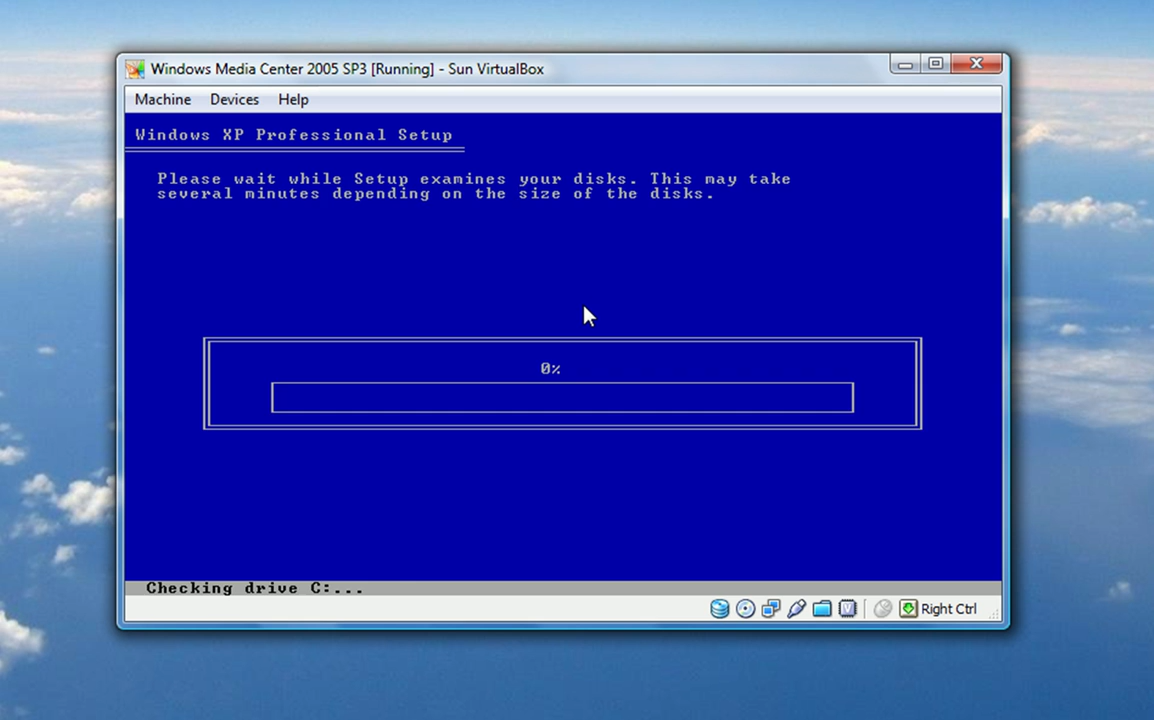 Windows Media Center 2005 SP3 [Running] - Sun VirtualBox
Machine Devices Help
Windows XP Professional Setup
Please wait while Setup examines your disks. This may take
several minutes depending on the size of the disks.
0%
Checking drive C:...
V
Right Ctrl